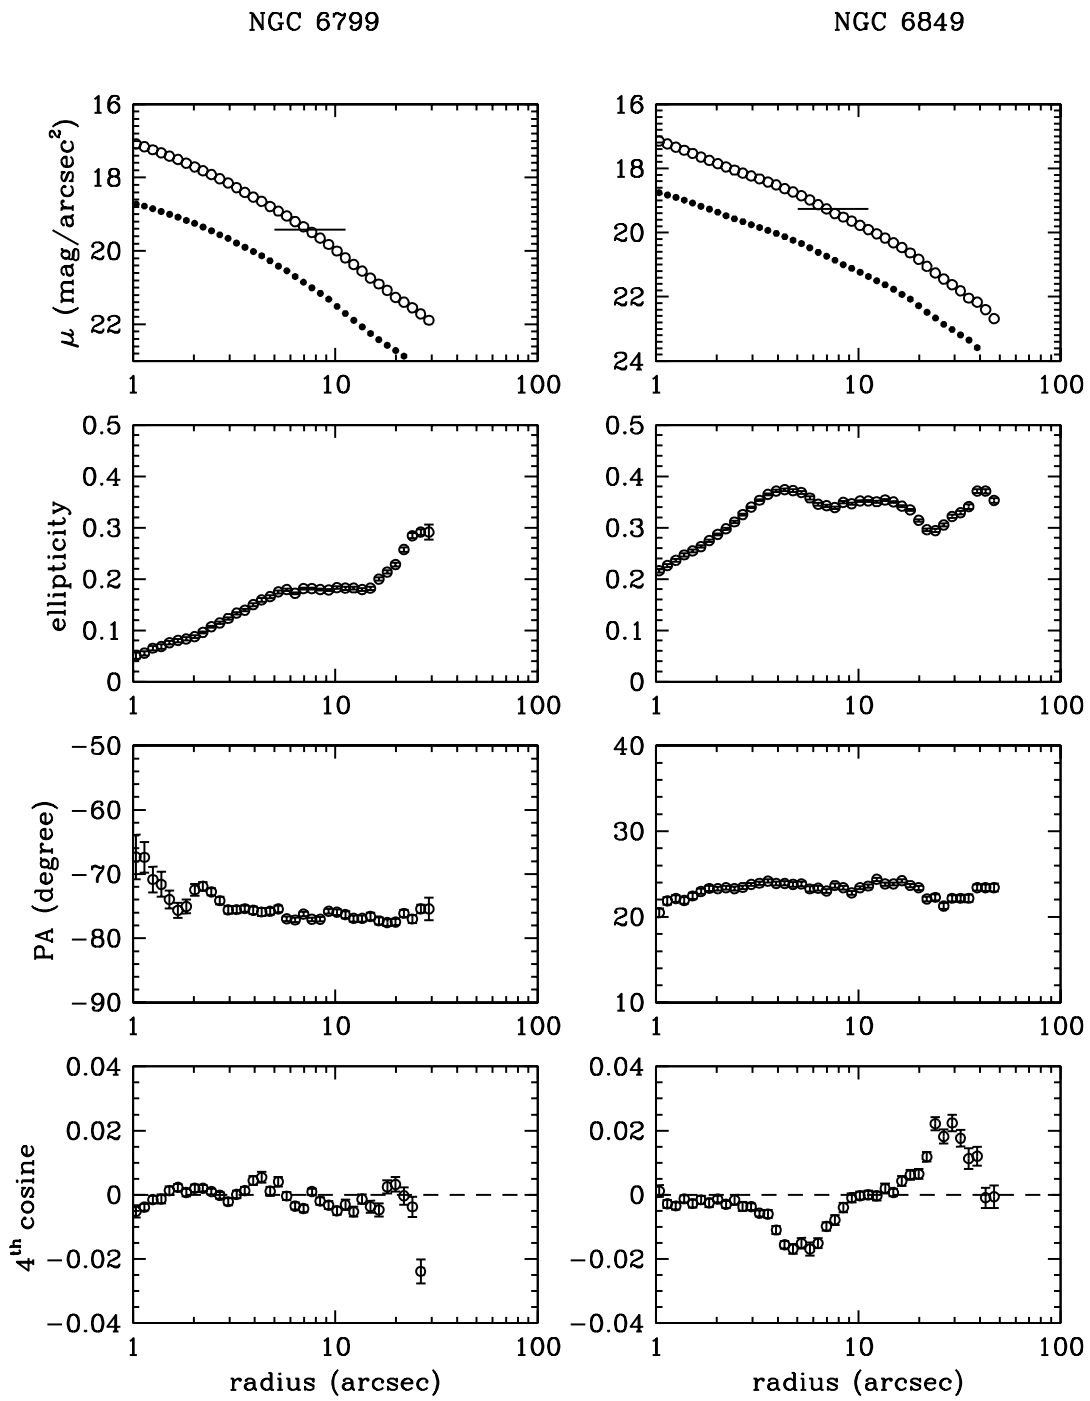 NGC 6799 NGC 6849
16 16
18 18
20 20
22 22
24
μ (mag/arcsec²)
1 10 100 1 10 100
0.5 0.5
0.4 0.4
0.3 0.3
0.2 0.2
0.1 0.1
0 0
ellipticity
1 10 100 1 10 100
−50 40
−60
30
−70
−80 20
−90 10
PA (degree)
1 10 100 1 10 100
0.04 0.04
0.02 0.02
0 0
−0.02 −0.02
−0.04 −0.04
4ᵗʰ cosine
1 10 100 1 10 100
radius (arcsec) radius (arcsec)